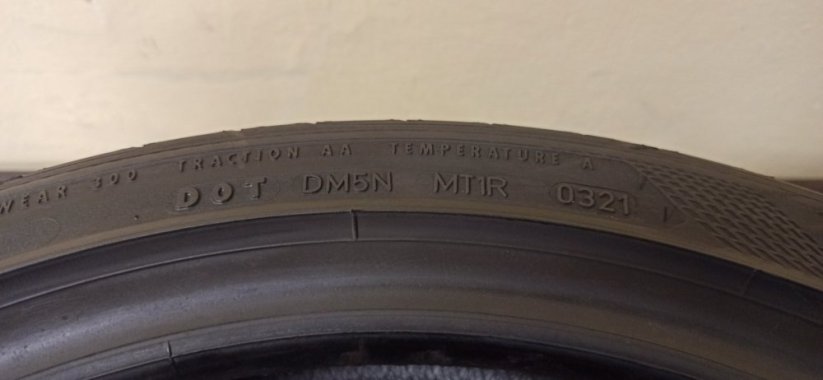 WEAR 300 TRACTION AA TEMPERATURE A
DOT DM5N MT1R 0321